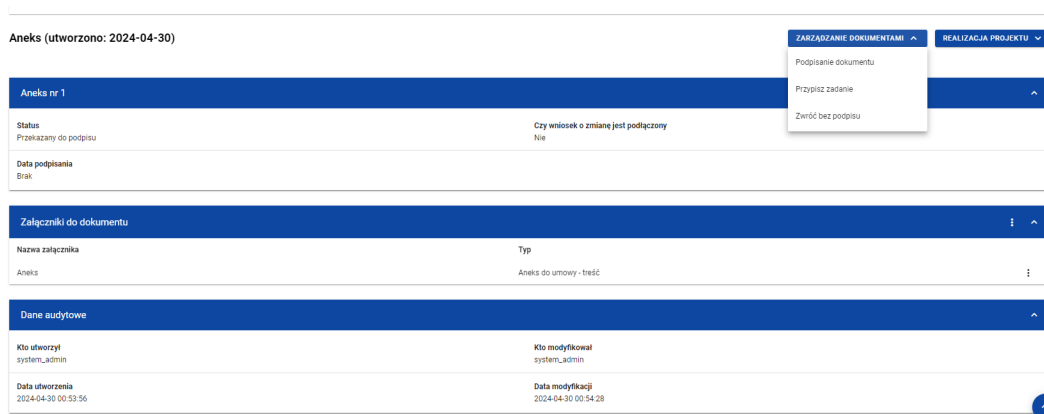 Aneks (utworzono: 2024-04-30)
ZARZĄDZANIE DOKUMENTAMI
REALIZACJA PROJEKTU
Podpisanie dokumentu
Przypisz zadanie
Zwróć bez podpisu
Aneks nr 1
Status
Przekazany do podpisu
Czy wniosek o zmianę jest podłączony
Nie
Data podpisania
Brak
Załączniki do dokumentu
Nazwa załącznika
Typ
Aneks
Aneks do umowy - treść
Dane audytowe
Kto utworzył
system_admin
Kto modyfikował
system_admin
Data utworzenia
2024-04-30 00:53:56
Data modyfikacji
2024-04-30 00:54:28